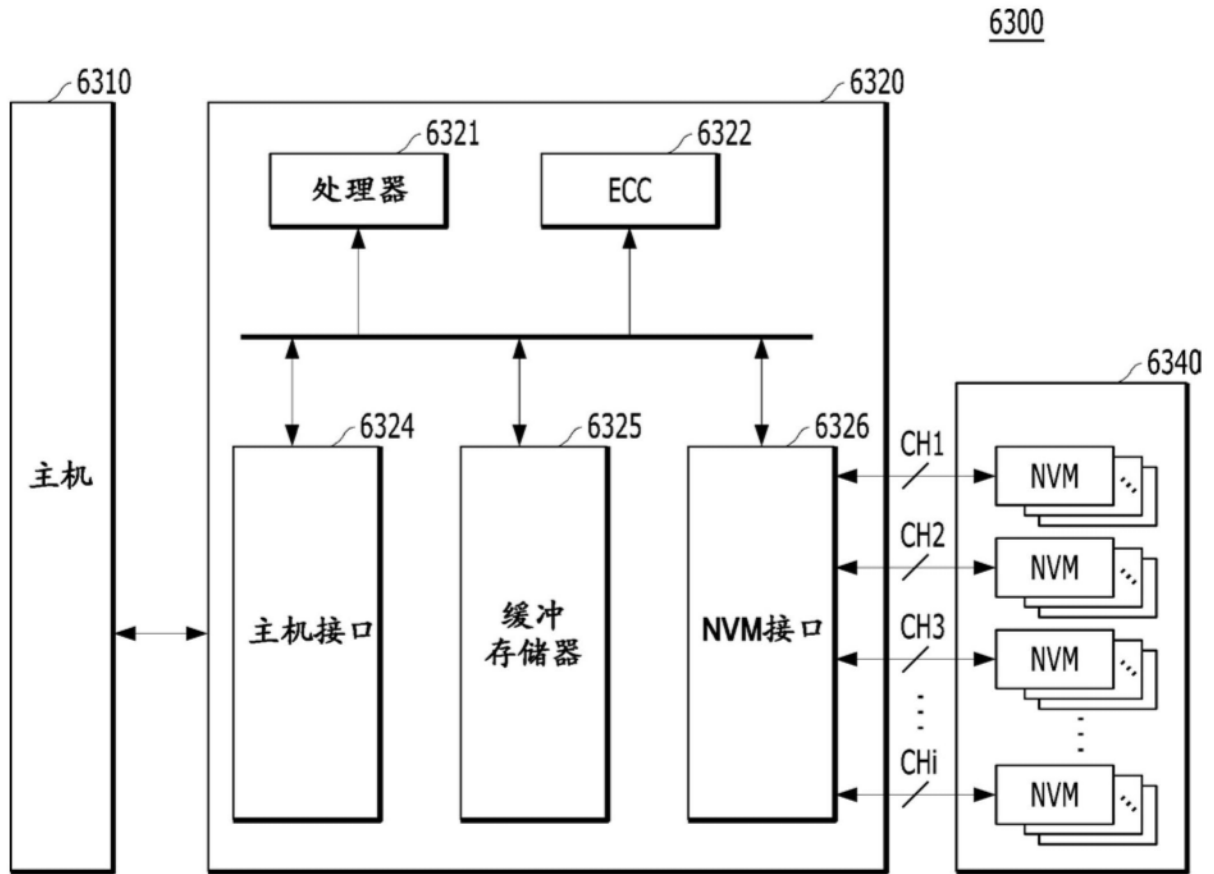 6300
6310
6320
6321
6322
处理器
ECC
6340
6324
6325
6326
CH1
主机
NVM
CH2
NVM
主机接口
缓冲
存储器
NVM接口
CH3
NVM
CHi
NVM